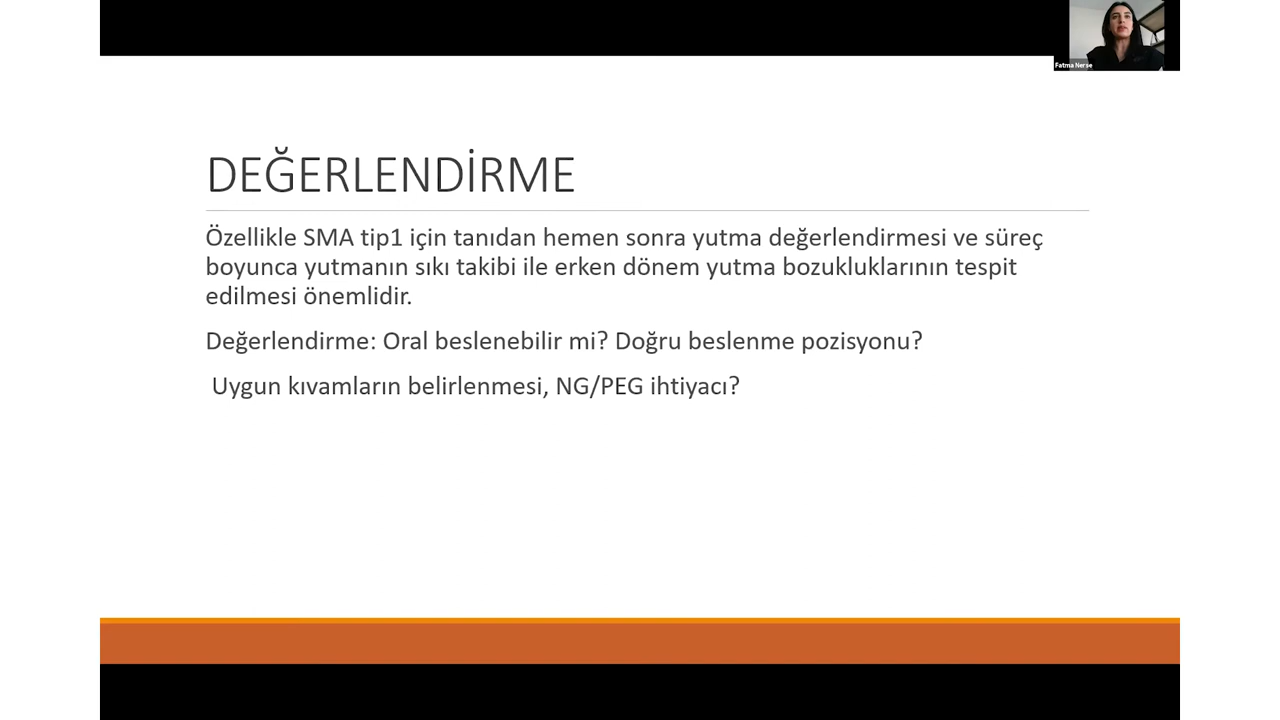 Fatma Nerse
DEĞERLENDİRME
Özellikle SMA tip1 için tanıdan hemen sonra yutma değerlendirmesi ve süreç
boyunca yutmanın sıkı takibi ile erken dönem yutma bozukluklarının tespit
edilmesi önemlidir.
Değerlendirme: Oral beslenebilir mi? Doğru beslenme pozisyonu?
Uygun kıvamların belirlenmesi, NG/PEG ihtiyacı?